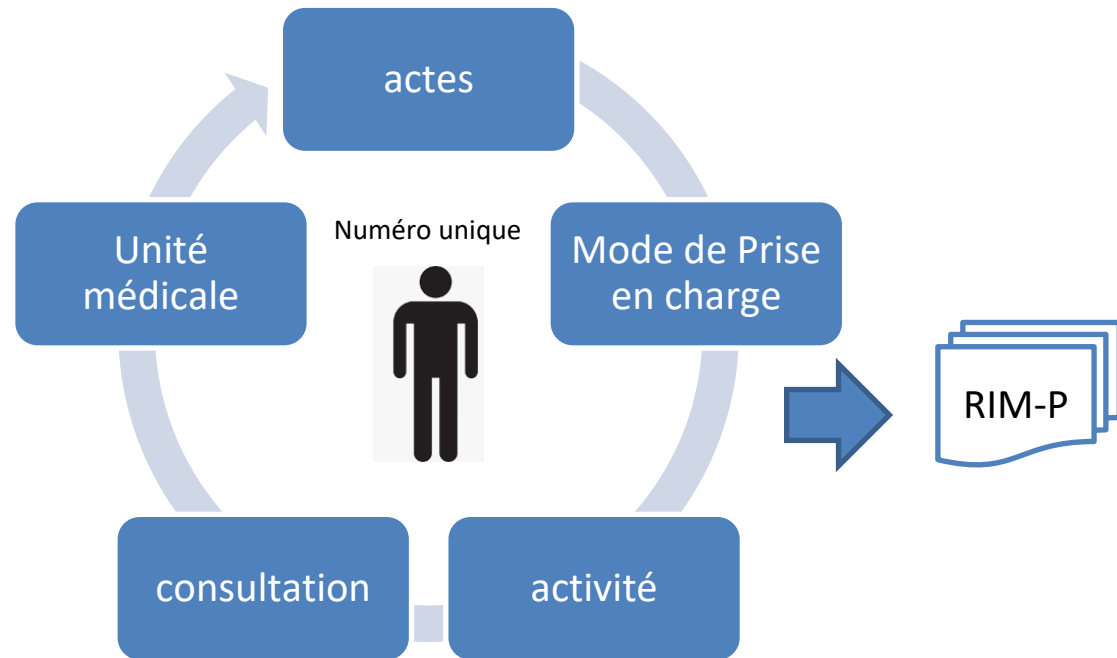 actes
Unité
médicale
Numéro unique
Mode de Prise
en charge
RIM-P
consultation
activité